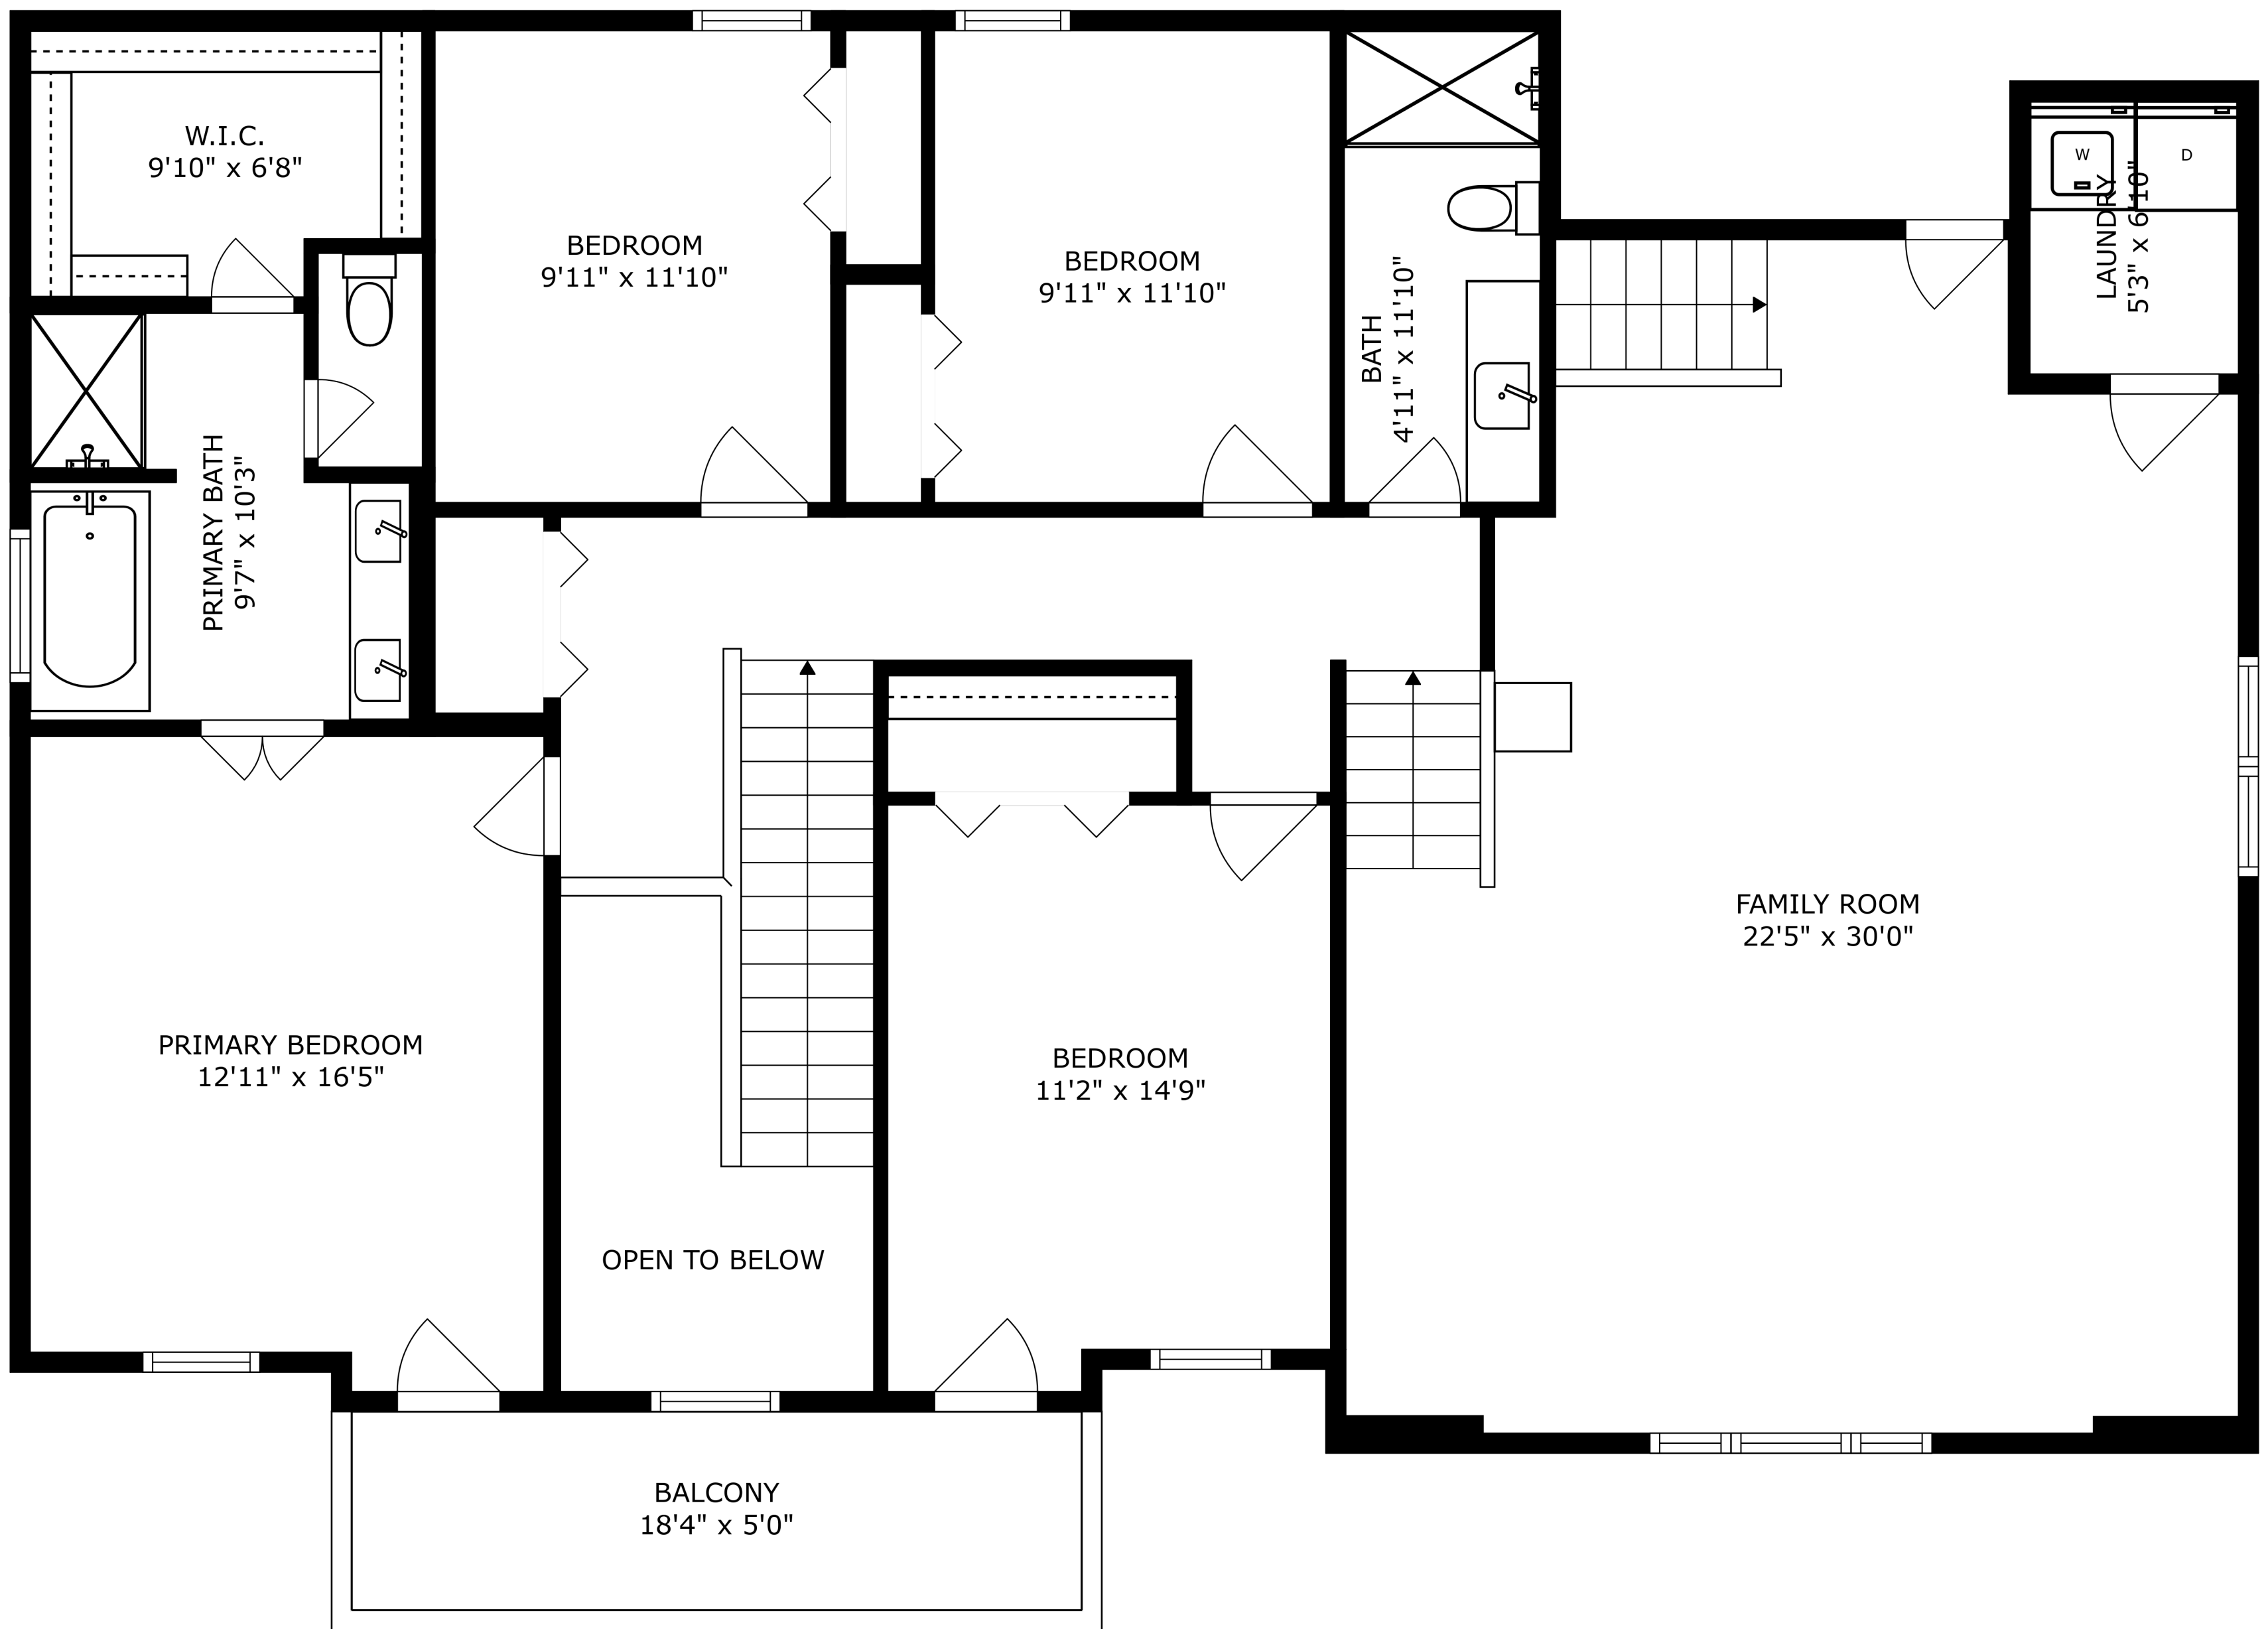 W.I.C.
9'10" x 6'8"
BEDROOM
9'11" x 11'10"
BEDROOM
9'11" x 11'10"
BATH
4'11" x 11'10"
W
D
LAUNDRY
5'3" x 6'10"
PRIMARY BATH
9'7" x 10'3"
FAMILY ROOM
22'5" x 30'0"
PRIMARY BEDROOM
12'11" x 16'5"
BEDROOM
11'2" x 14'9"
OPEN TO BELOW
BALCONY
18'4" x 5'0"